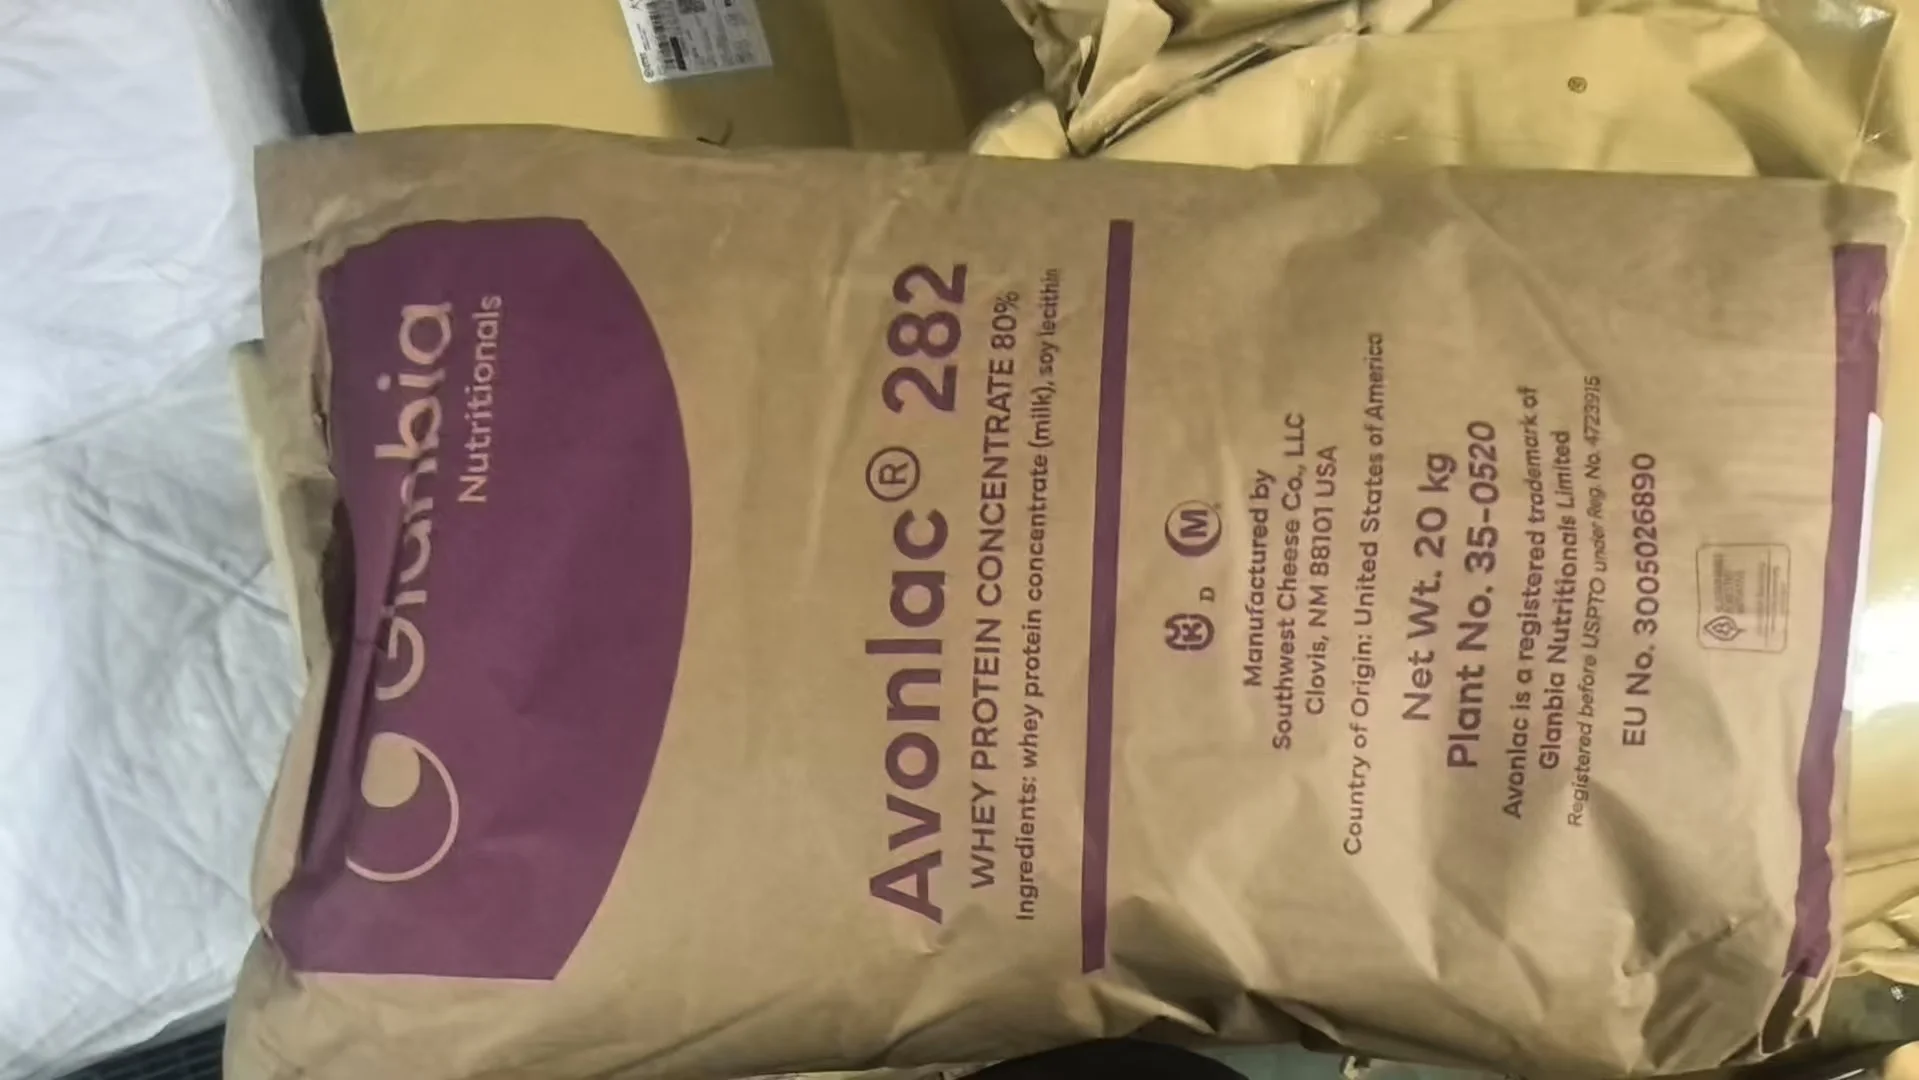 Glanbia
Nutritionals
Avonlac® 282
WHEY PROTEIN CONCENTRATE 80%
Ingredients: whey protein concentrate (milk), soy lecithin
D
M
Manufactured by
Southwest Cheese Co., LLC
Clovis, NM 88101 USA
Country of Origin: United States of America
Net Wt. 20 kg
Plant No. 35-0520
Avonlac is a registered trademark of
Glanbia Nutritionals Limited
Registered before USPTO under Reg. No. 4723915
EU No. 3005026890